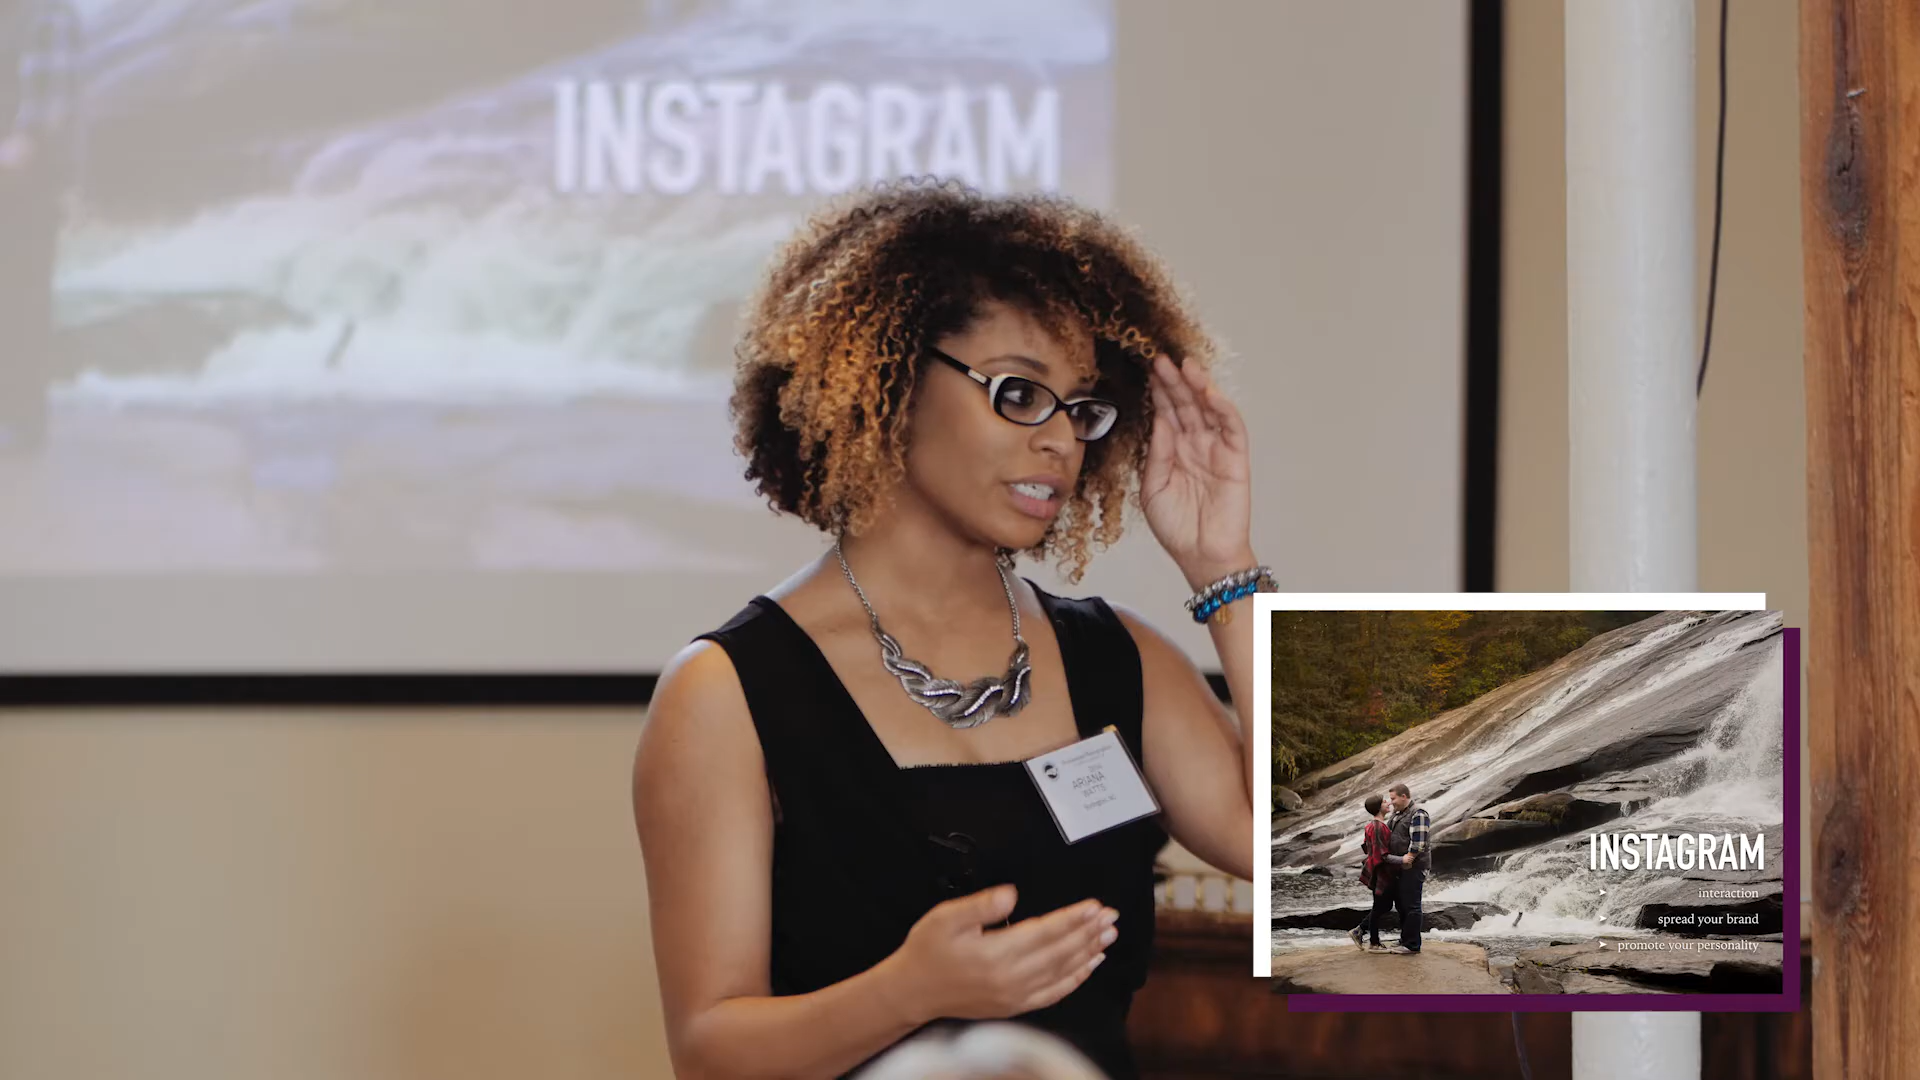 INSTAGRAM
ARIANA
WATTS
INSTAGRAM
➤ interaction
➤ spread your brand
➤ promote your personality